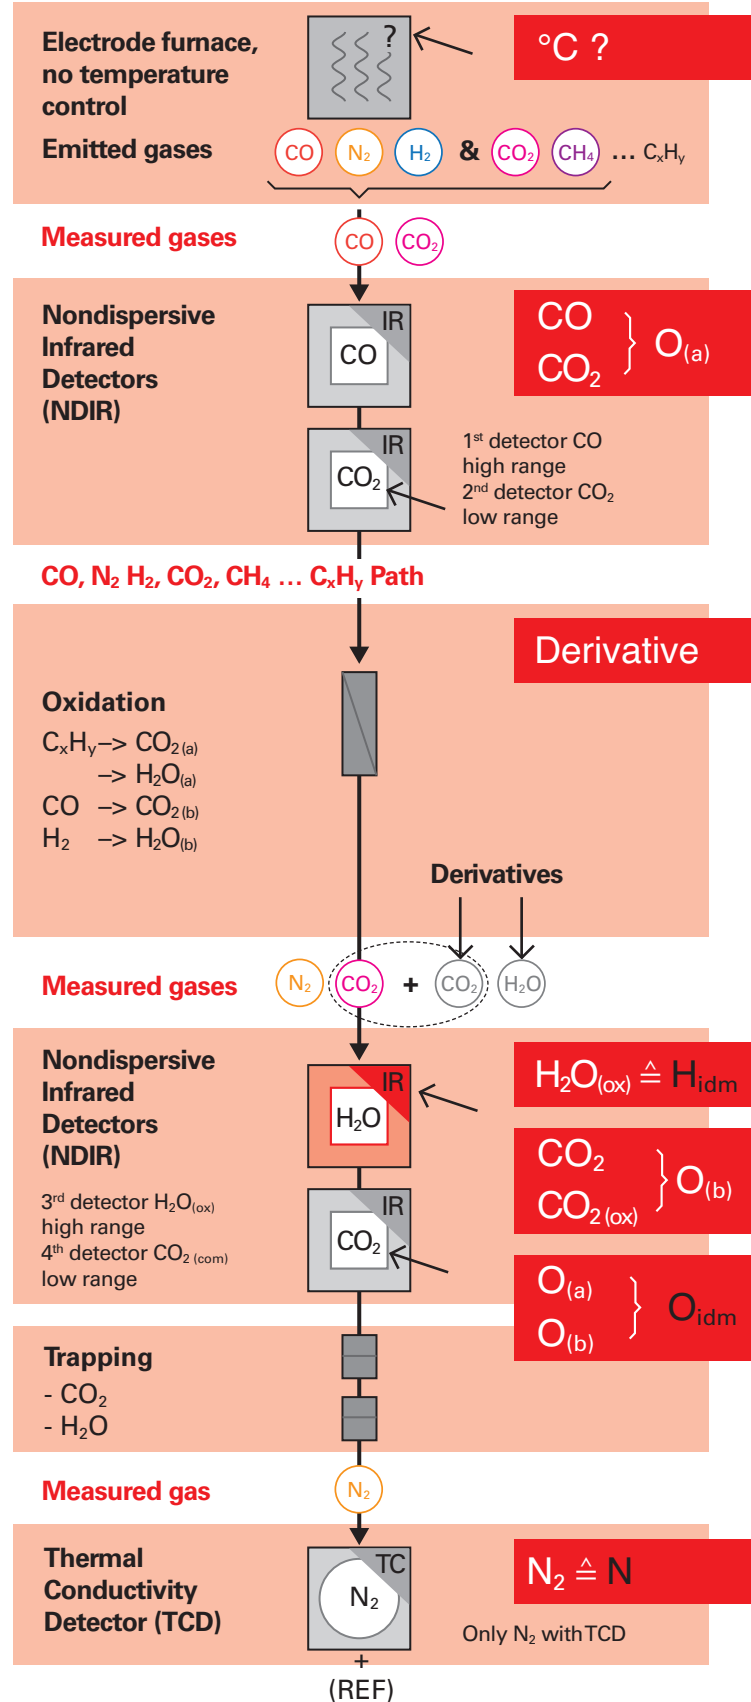 Electrode furnace,
no temperature
control
?
°C ?
Emitted gases
CO N₂ H₂ & CO₂ CH₄ ... CₓHᵧ
Measured gases
CO CO₂
Nondispersive
Infrared
Detectors
(NDIR)
IR
CO
CO
CO₂
} O(a)
IR
CO₂
1st detector CO
high range
2nd detector CO₂
low range
CO, N₂ H₂, CO₂, CH₄ ... CₓHᵧ Path
Derivative
Oxidation
CₓHᵧ –> CO₂(a)
–> H₂O(a)
CO –> CO₂(b)
H₂ –> H₂O(b)
Derivatives
Measured gases
N₂ CO₂ + CO₂ H₂O
Nondispersive
Infrared
Detectors
(NDIR)
IR
H₂O
H₂O(ox) ≙ Hidm
3rd detector H₂O(ox)
high range
4th detector CO₂ (com)
low range
IR
CO₂
CO₂
CO₂ (ox)
} O(b)
O(a)
O(b)
} Oidm
Trapping
- CO₂
- H₂O
Measured gas
N₂
Thermal
Conductivity
Detector (TCD)
TC
N₂
N₂ ≙ N
Only N₂ with TCD
+
(REF)